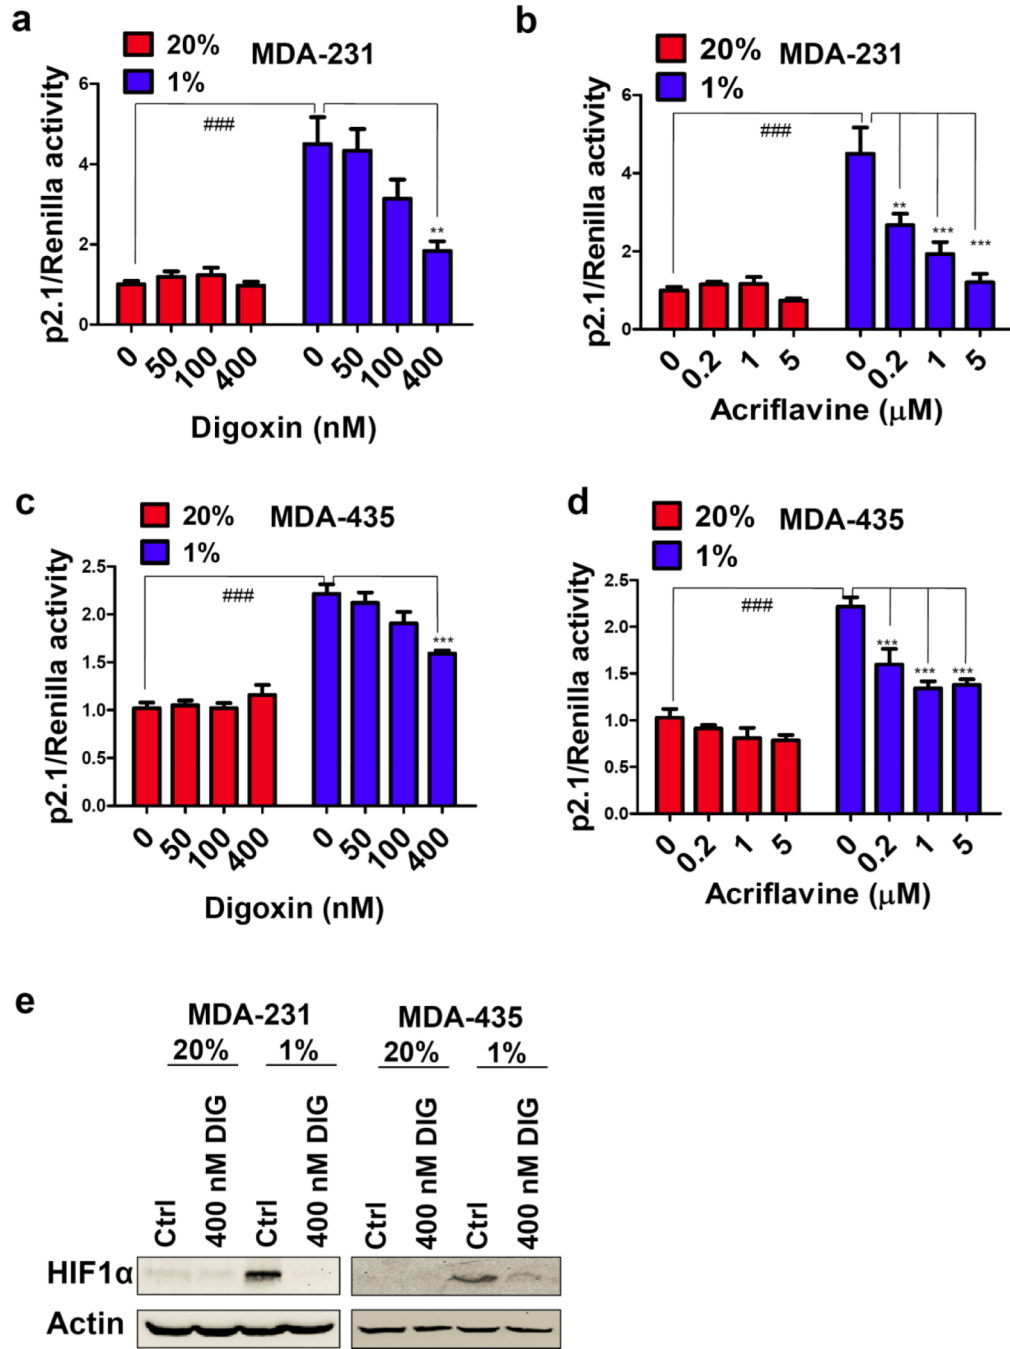 a
20%
1%
MDA-231
p2.1/Renilla activity
6
4
2
0
###
**
0 50 100 400 0 50 100 400
Digoxin (nM)
b
20%
1%
MDA-231
p2.1/Renilla activity
6
4
2
0
###
** *** ***
0 0.2 1 5 0 0.2 1 5
Acriflavine (μM)
c
20%
1%
MDA-435
p2.1/Renilla activity
2.5
2.0
1.5
1.0
0.5
0.0
###
***
0 50 100 400 0 50 100 400
Digoxin (nM)
d
20%
1%
MDA-435
p2.1/Renilla activity
2.5
2.0
1.5
1.0
0.5
0.0
###
*** *** ***
0 0.2 1 5 0 0.2 1 5
Acriflavine (μM)
e
MDA-231 MDA-435
20% 1% 20% 1%
Ctrl 400 nM DIG Ctrl 400 nM DIG Ctrl 400 nM DIG Ctrl 400 nM DIG
HIF1α
Actin